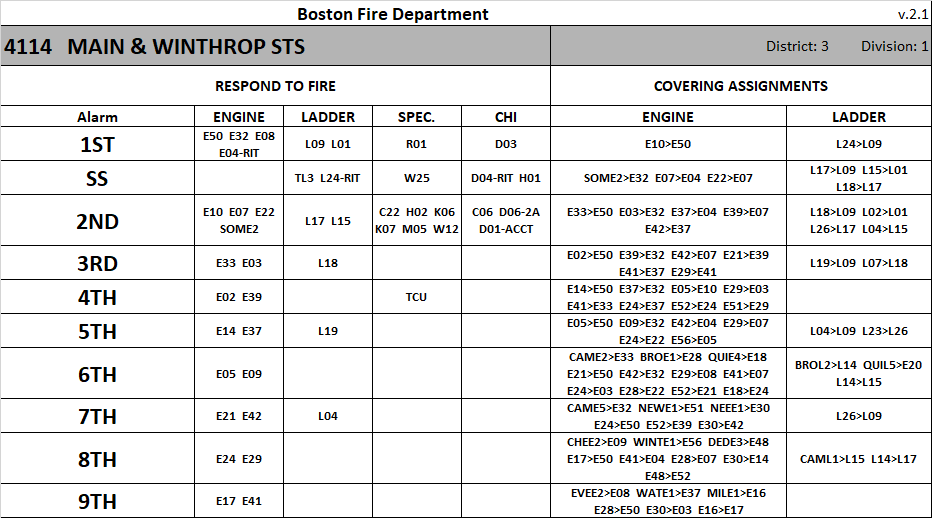 Boston Fire Department v.2.1
4114 MAIN & WINTHROP STS District: 3 Division: 1
RESPOND TO FIRE COVERING ASSIGNMENTS
Alarm ENGINE LADDER SPEC. CHI ENGINE LADDER
1ST E50 E32 E08 E04-RIT L09 L01 R01 D03 E10>E50 L24>L09
SS TL3 L24-RIT W25 D04-RIT H01 SOME2>E32 E07>E04 E22>E07 L17>L09 L15>L01 L18>L17
2ND E10 E07 E22 SOME2 L17 L15 C22 H02 K06 K07 M05 W12 C06 D06-2A D01-ACCT E33>E50 E03>E32 E37>E04 E39>E07 E42>E37 L18>L09 L02>L01 L26>L17 L04>L15
3RD E33 E03 L18 E02>E50 E39>E32 E42>E07 E21>E39 E41>E37 E29>E41 L19>L09 L07>L18
4TH E02 E39 TCU E14>E50 E37>E32 E05>E10 E29>E03 E41>E33 E24>E37 E52>E24 E51>E29
5TH E14 E37 L19 E05>E50 E09>E32 E42>E04 E29>E07 E24>E22 E56>E05 L04>L09 L23>L26
6TH E05 E09 CAME2>E33 BROE1>E28 QUIE4>E18 E21>E50 E42>E32 E29>E08 E41>E07 E24>E03 E28>E22 E52>E21 E18>E24 BROL2>L14 QUIL5>E20 L14>L15
7TH E21 E42 L04 CAME5>E32 NEWE1>E51 NEEE1>E30 E24>E50 E52>E39 E30>E42 L26>L09
8TH E24 E29 CHEE2>E09 WINTE1>E56 DEDE3>E48 E17>E50 E41>E04 E28>E07 E30>E14 E48>E52 CAML1>L15 L14>L17
9TH E17 E41 EVEE2>E08 WATE1>E37 MILE1>E16 E28>E50 E30>E03 E16>E17